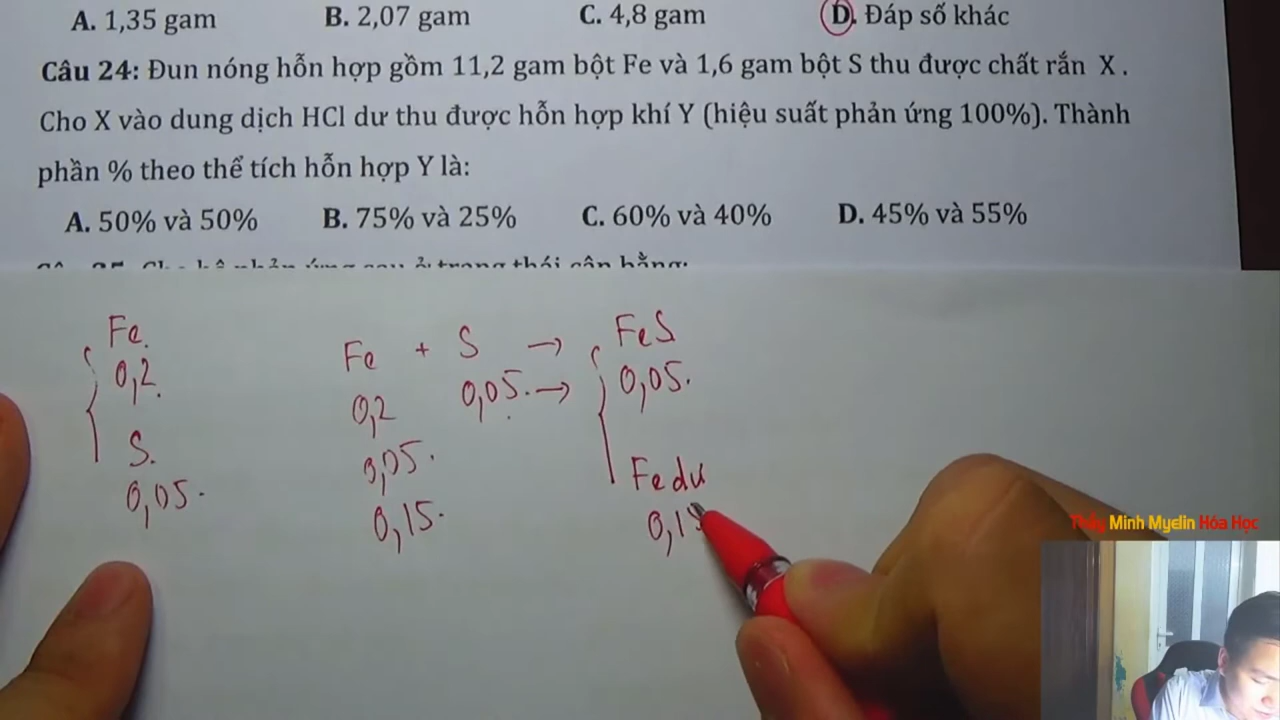 A. 1,35 gam B. 2,07 gam C. 4,8 gam D. Đáp số khác
Câu 24: Đun nóng hỗn hợp gồm 11,2 gam bột Fe và 1,6 gam bột S thu được chất rắn X.
Cho X vào dung dịch HCl dư thu được hỗn hợp khí Y (hiệu suất phản ứng 100%). Thành
phần % theo thể tích hỗn hợp Y là:
A. 50% và 50% B. 75% và 25% C. 60% và 40% D. 45% và 55%
Fe.
0,2.
S.
0,05.
Fe + S → FeS
0,2 0,05. → 0,05.
0,05.
0,15.
Fe dư
0,1
Thầy Minh Myelin Hóa Học